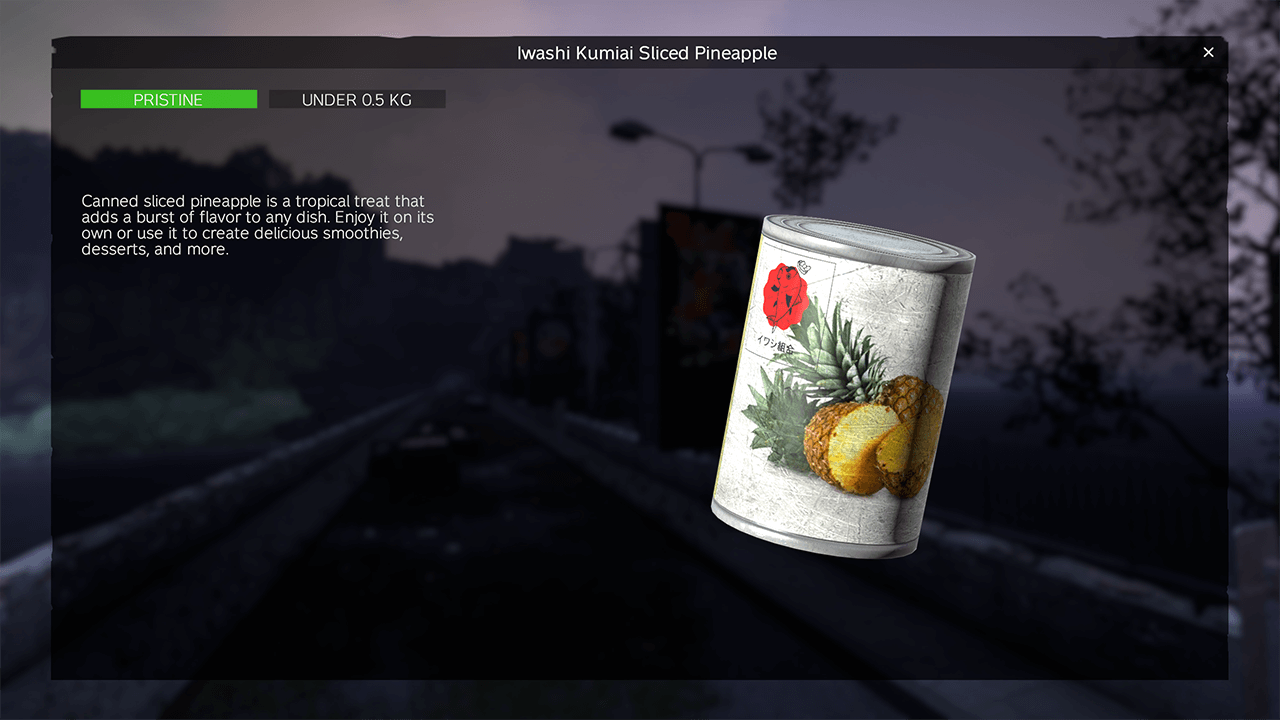 Iwashi Kumiai Sliced Pineapple
PRISTINE
UNDER 0.5 KG
Canned sliced pineapple is a tropical treat that
adds a burst of flavor to any dish. Enjoy it on its
own or use it to create delicious smoothies,
desserts, and more.
イワシ組合